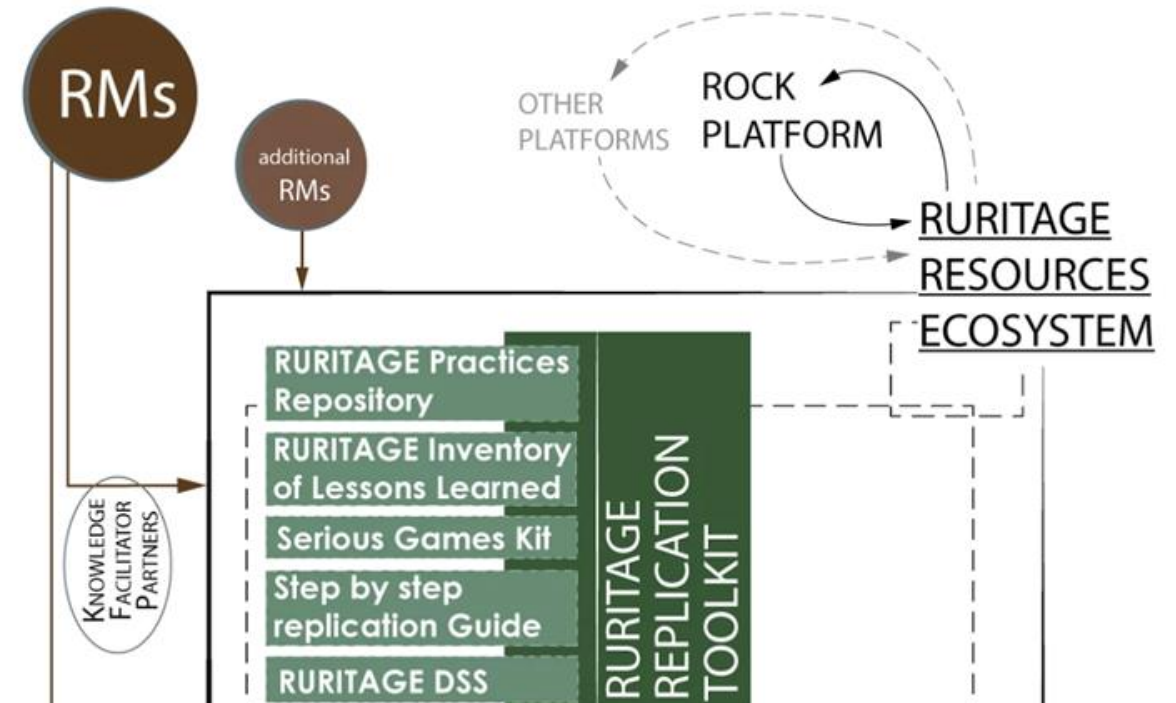 RMs
additional
RMs
OTHER
PLATFORMS
ROCK
PLATFORM
RURITAGE
RESOURCES
ECOSYSTEM
RURITAGE Practices
Repository
RURITAGE Inventory
of Lessons Learned
Serious Games Kit
Step by step
replication Guide
RURITAGE DSS
RURITAGE
REPLICATION
TOOLKIT
KNOWLEDGE
FACILITATOR
PARTNERS